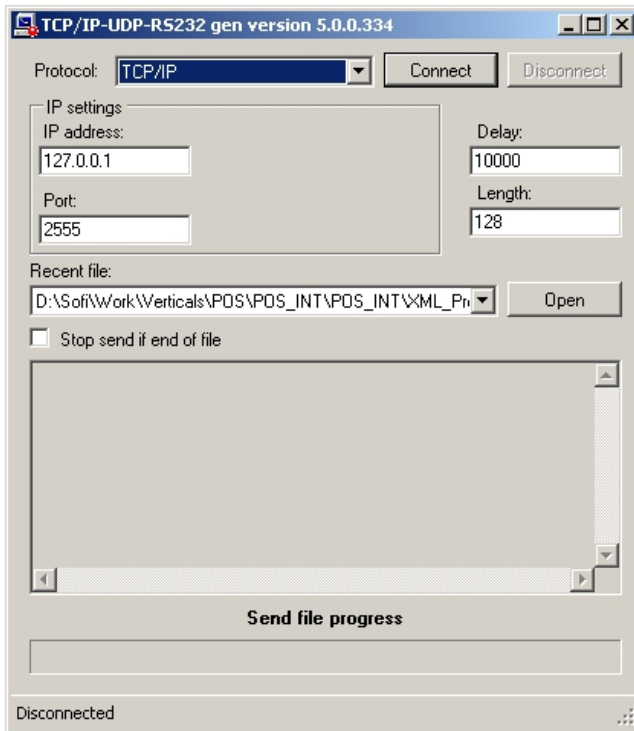 TCP/IP-UDP-RS232 gen version 5.0.0.334
Protocol: TCP/IP Connect Disconnect
IP settings
IP address: Delay:
127.0.0.1 10000
Port: Length:
2555 128
Recent file:
D:\Sofi\Work\Verticals\POS\POS_INT\POS_INT\XML_Pr Open
Stop send if end of file
Send file progress
Disconnected